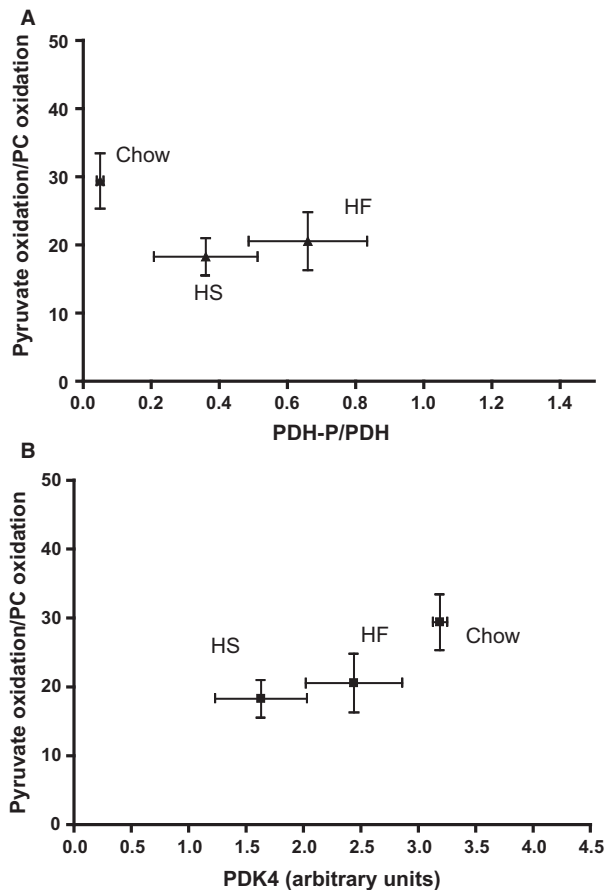 A
50
40
30
20
10
0
Pyruvate oxidation/PC oxidation
Chow
HF
HS
0.0 0.2 0.4 0.6 0.8 1.0 1.2 1.4
PDH-P/PDH
B
50
40
30
20
10
0
Pyruvate oxidation/PC oxidation
HS
HF
Chow
0.0 0.5 1.0 1.5 2.0 2.5 3.0 3.5 4.0 4.5
PDK4 (arbitrary units)